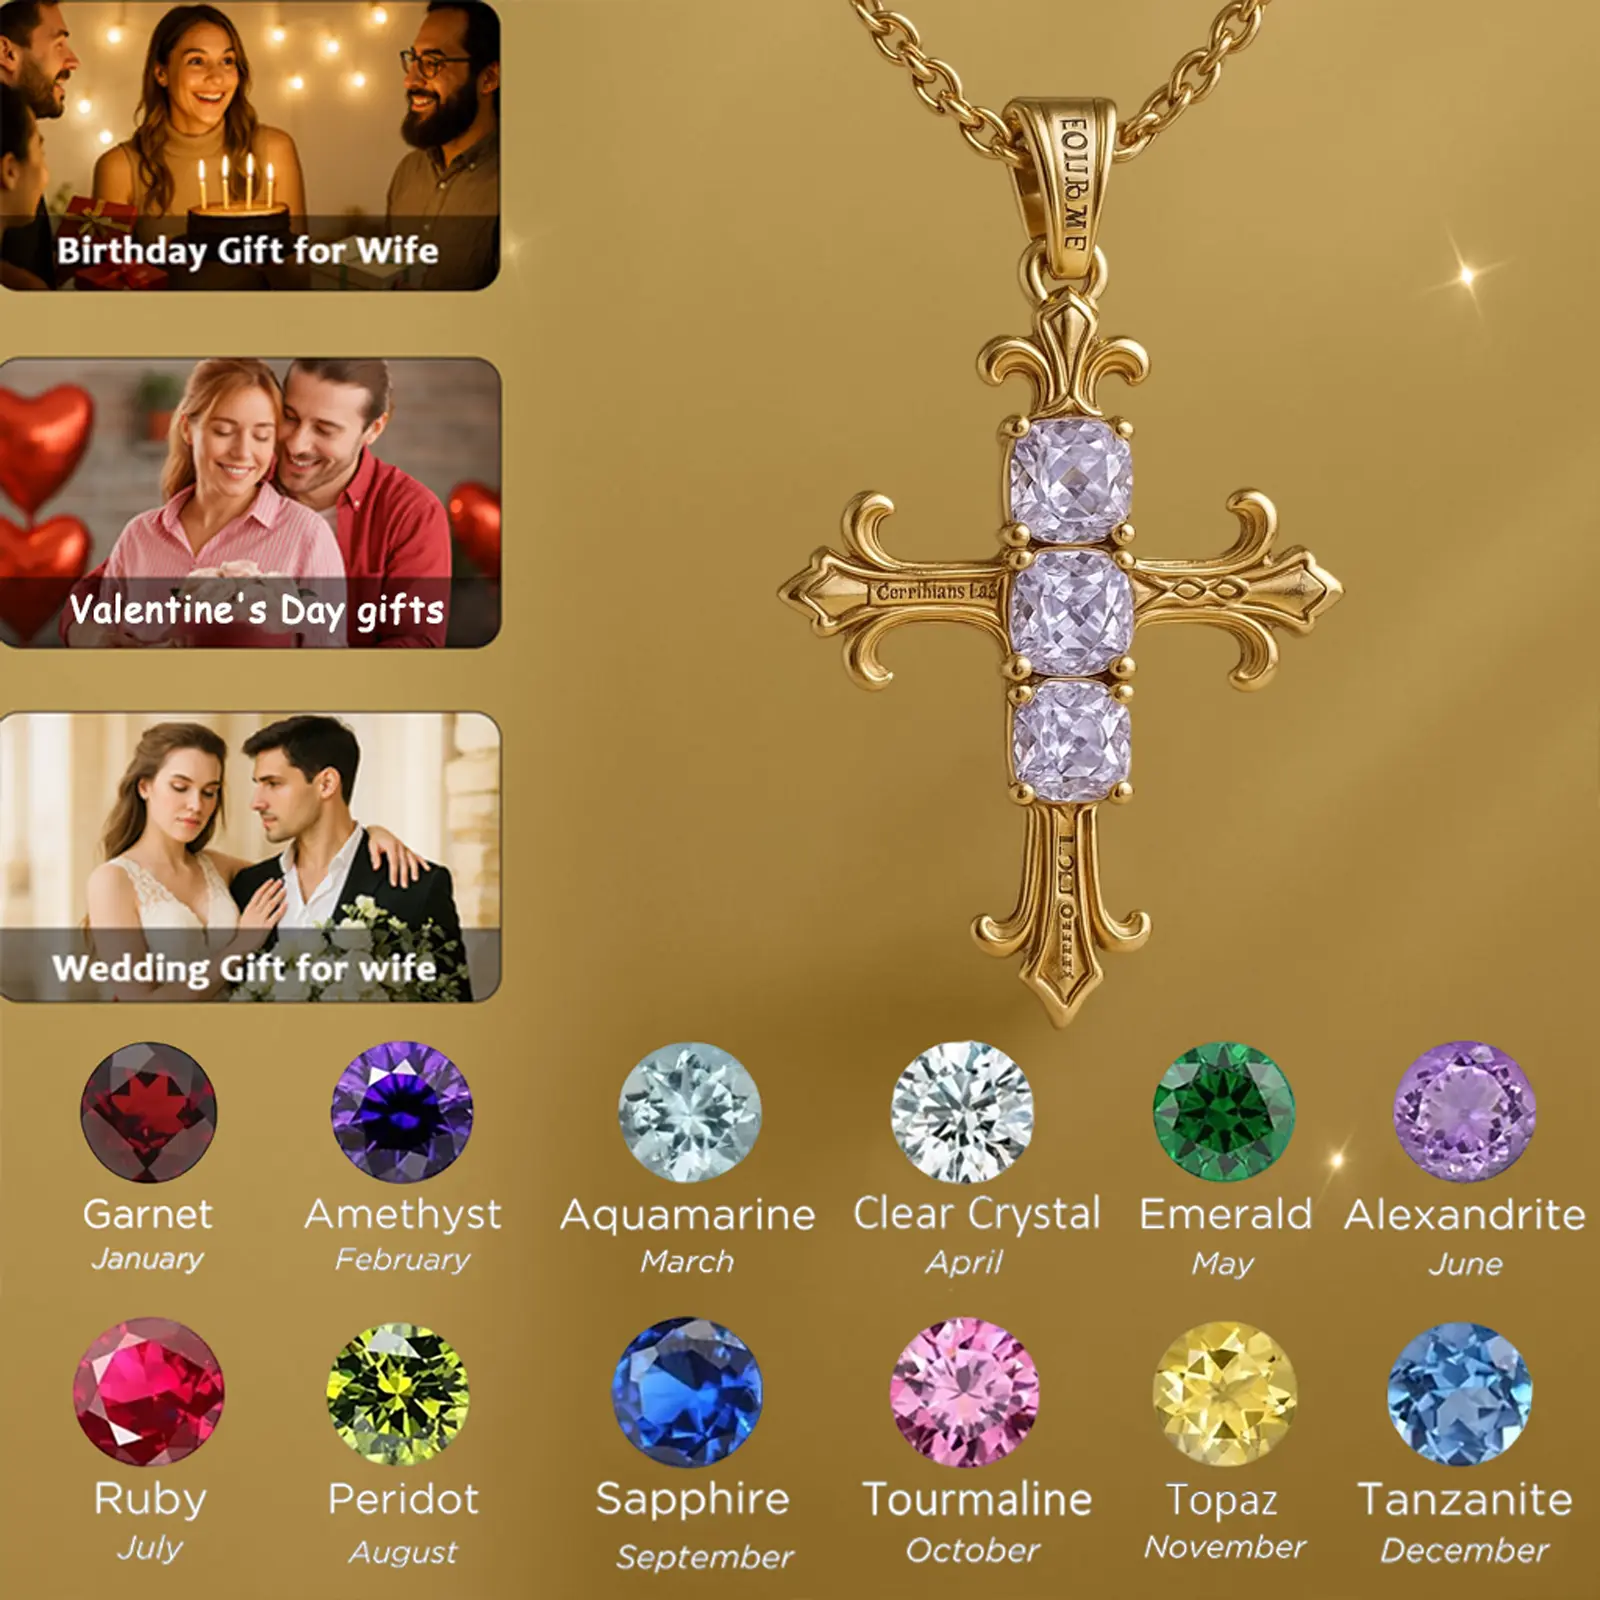 Birthday Gift for Wife
Valentine's Day gifts
Wedding Gift for wife
Garnet
January
Amethyst
February
Aquamarine
March
Clear Crystal
April
Emerald
May
Alexandrite
June
Ruby
July
Peridot
August
Sapphire
September
Tourmaline
October
Topaz
November
Tanzanite
December